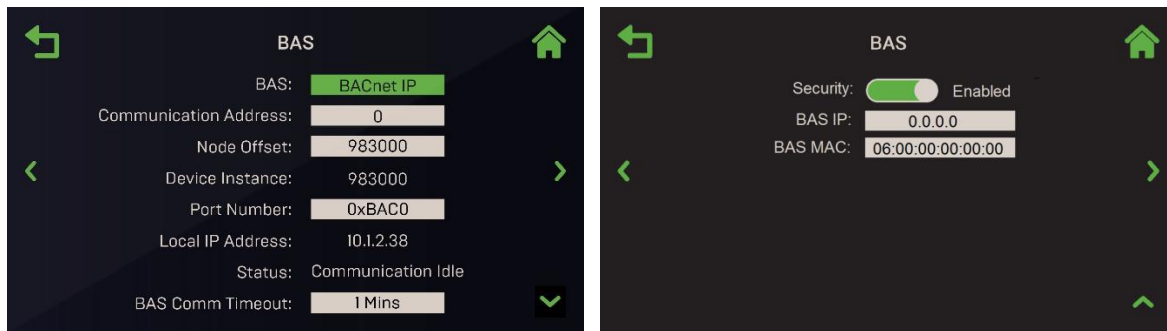 BAS
BAS: BACnet IP
Communication Address: 0
Node Offset: 983000
Device Instance: 983000
Port Number: 0xBAC0
Local IP Address: 10.1.2.38
Status: Communication Idle
BAS Comm Timeout: 1 Mins
BAS
Security: Enabled
BAS IP: 0.0.0.0
BAS MAC: 06:00:00:00:00:00